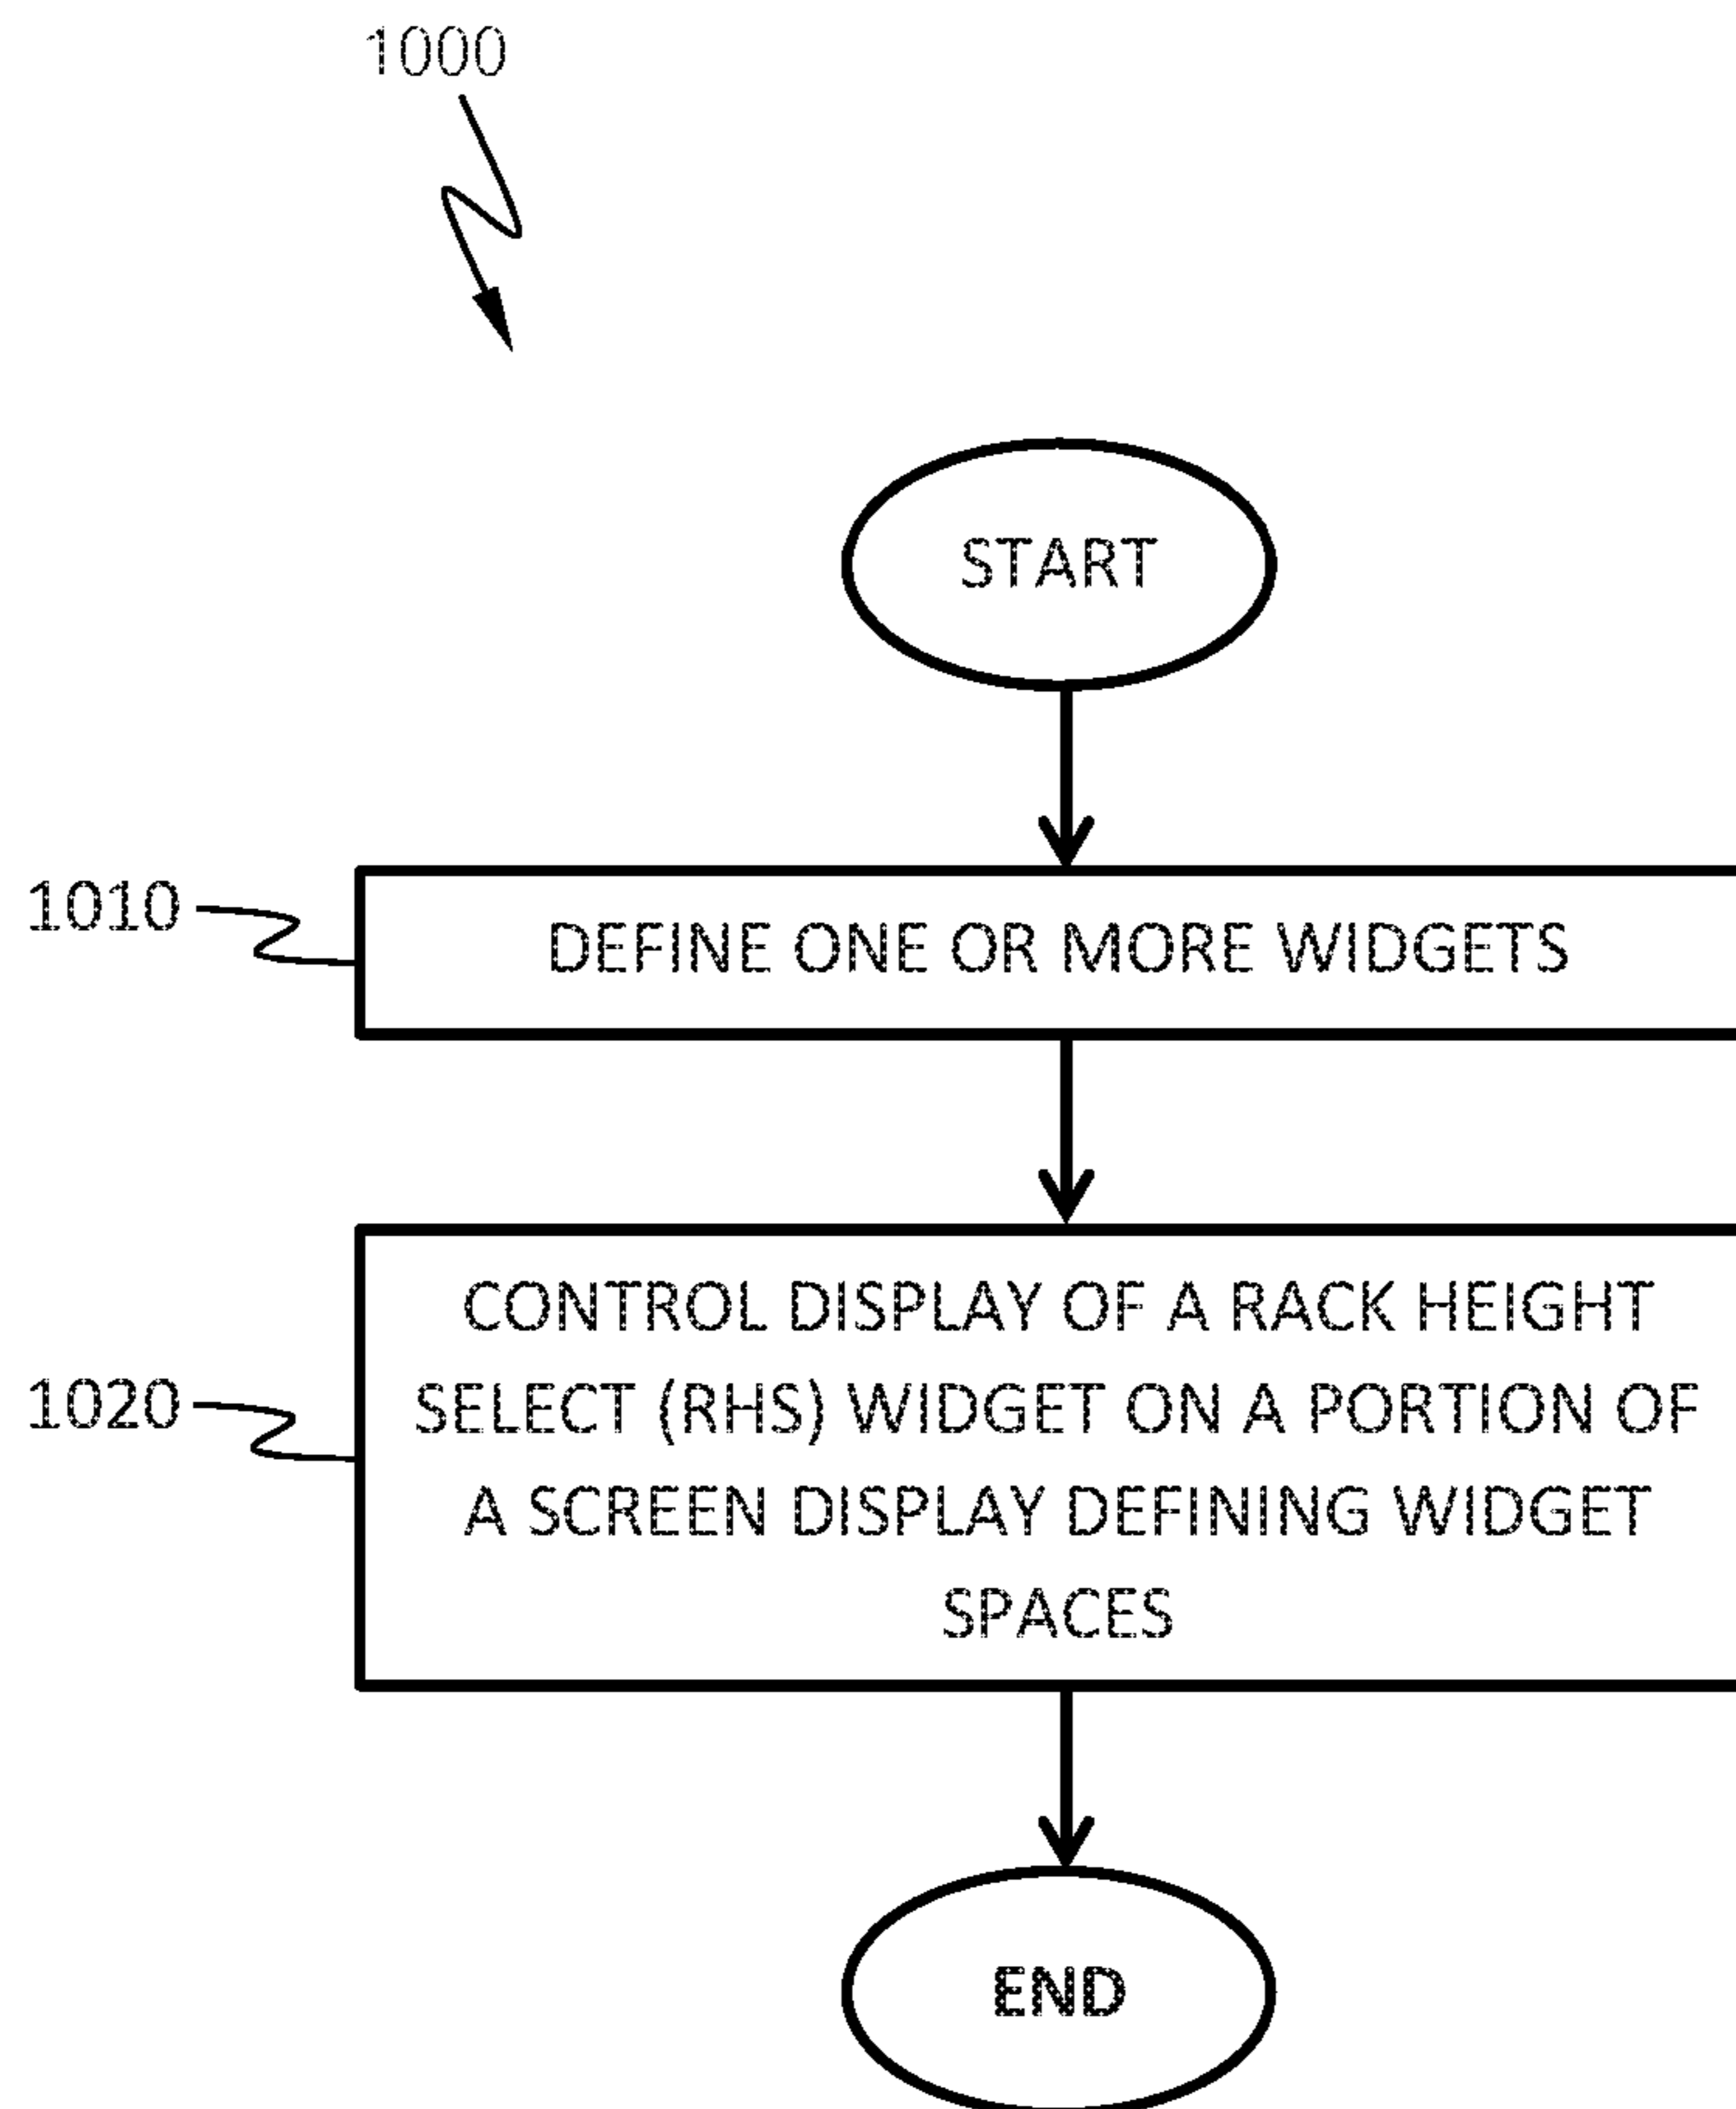 1000
START
1010
DEFINE ONE OR MORE WIDGETS
CONTROL DISPLAY OF A RACK HEIGHT
1020
SELECT (RHS) WIDGET ON A PORTION OF
A SCREEN DISPLAY DEFINING WIDGET
SPACES
END